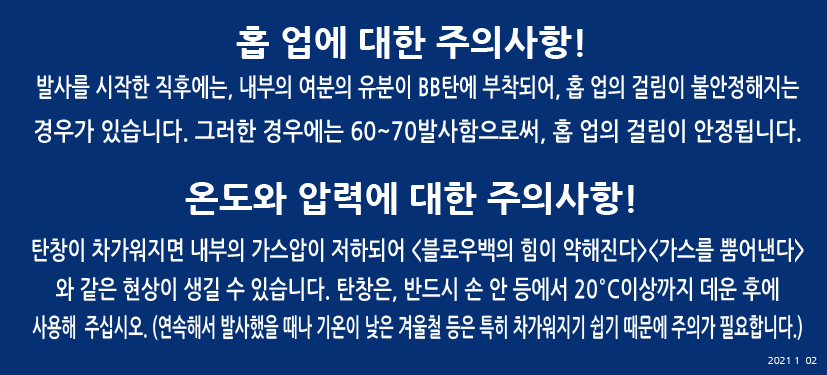 홉 업에 대한 주의사항!
발사를 시작한 직후에는, 내부의 여분의 유분이 BB탄에 부착되어, 홉 업의 걸림이 불안정해지는
경우가 있습니다. 그러한 경우에는 60~70발사함으로써, 홉 업의 걸림이 안정됩니다.
온도와 압력에 대한 주의사항!
탄창이 차가워지면 내부의 가스압이 저하되어 <블로우백의 힘이 약해진다><가스를 뿜어낸다>
와 같은 현상이 생길 수 있습니다. 탄창은, 반드시 손 안 등에서 20°C이상까지 데운 후에
사용해 주십시오. (연속해서 발사했을 때나 기온이 낮은 겨울철 등은 특히 차가워지기 쉽기 때문에 주의가 필요합니다.)
2021 1 02